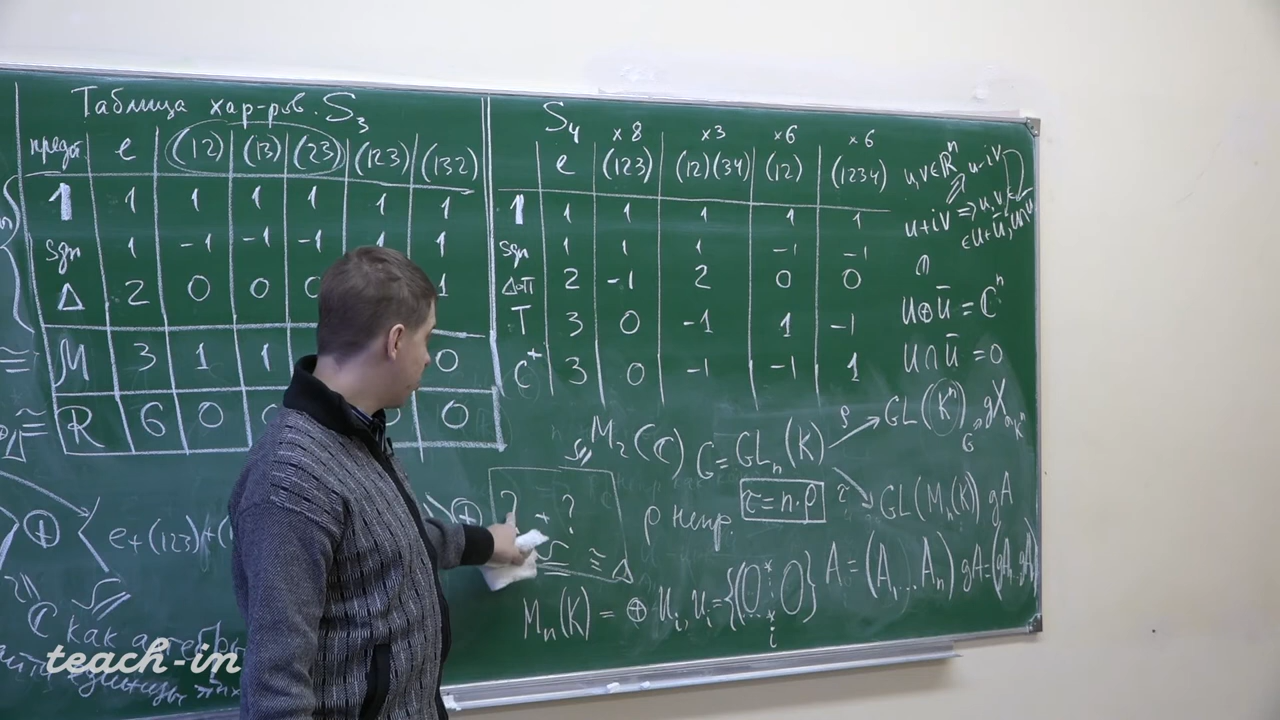 Таблица хар-ров. S₃
предст e (12) (13) (23) (123) (132)
1 1 1 1 1 1 1
sgn 1 -1 -1 -1 1 1
Δ 2 0 0 0 1
M 3 1 1 0
R 6 0 0 0
e+(123)+(
C как алгебры
S₄ ×8 ×3 ×6 ×6
e (123) (12)(34) (12) (1234)
1 1 1 1 1 1
sgn 1 1 1 -1 -1
Δ∘π 2 -1 2 0 0
T 3 0 -1 1 -1
C⁺ 3 0 -1 -1 1
u,v∈ℝⁿ u-iv
u+iv ⇒ u,v∈
∈U+Ū, U∩Ū
U⊕Ū = ℂⁿ
U∩Ū = 0
M₂(ℂ) G=GLₙ(K) ρ GL(Kⁿ) gX
? + ? ≅ Δ
ρ непр. τ=n·ρ τ GL(Mₙ(K)) gA
Mₙ(K) = ⊕ Uᵢ, Uᵢ={(0 * 0)} A=(A₁...Aₙ) gA=(gA₁..gAₙ)
teach-in